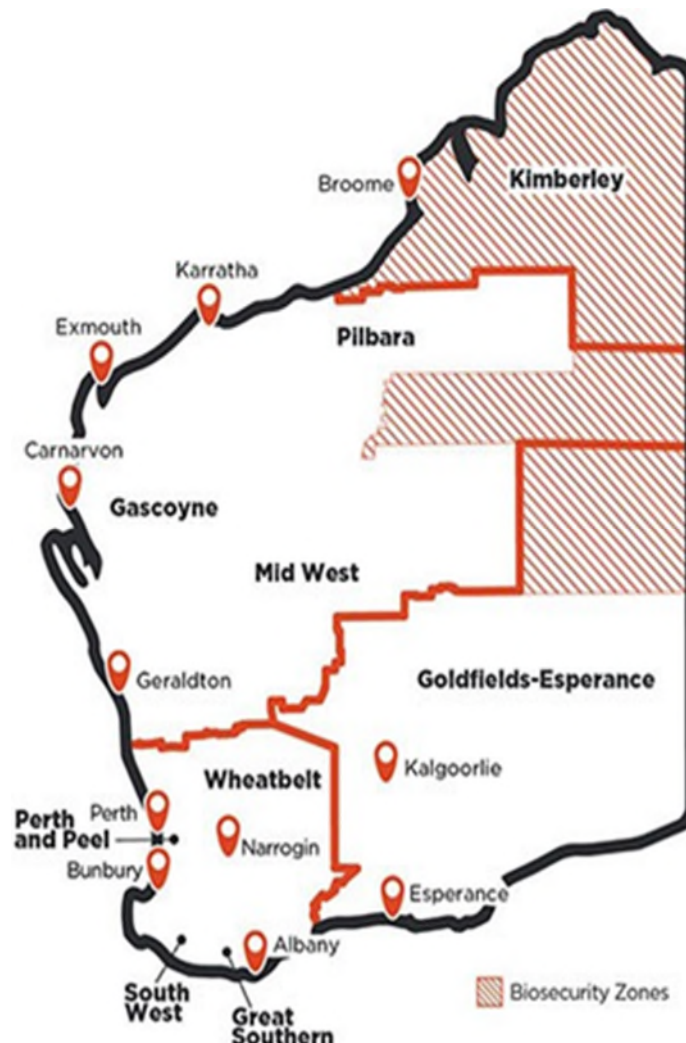 Kimberley
Broome
Karratha
Exmouth
Pilbara
Carnarvon
Gascoyne
Mid West
Geraldton
Goldfields-Esperance
Kalgoorlie
Wheatbelt
Perth
Perth
and Peel
Narrogin
Bunbury
Esperance
Albany
South
West
Great
Southern
Biosecurity Zones